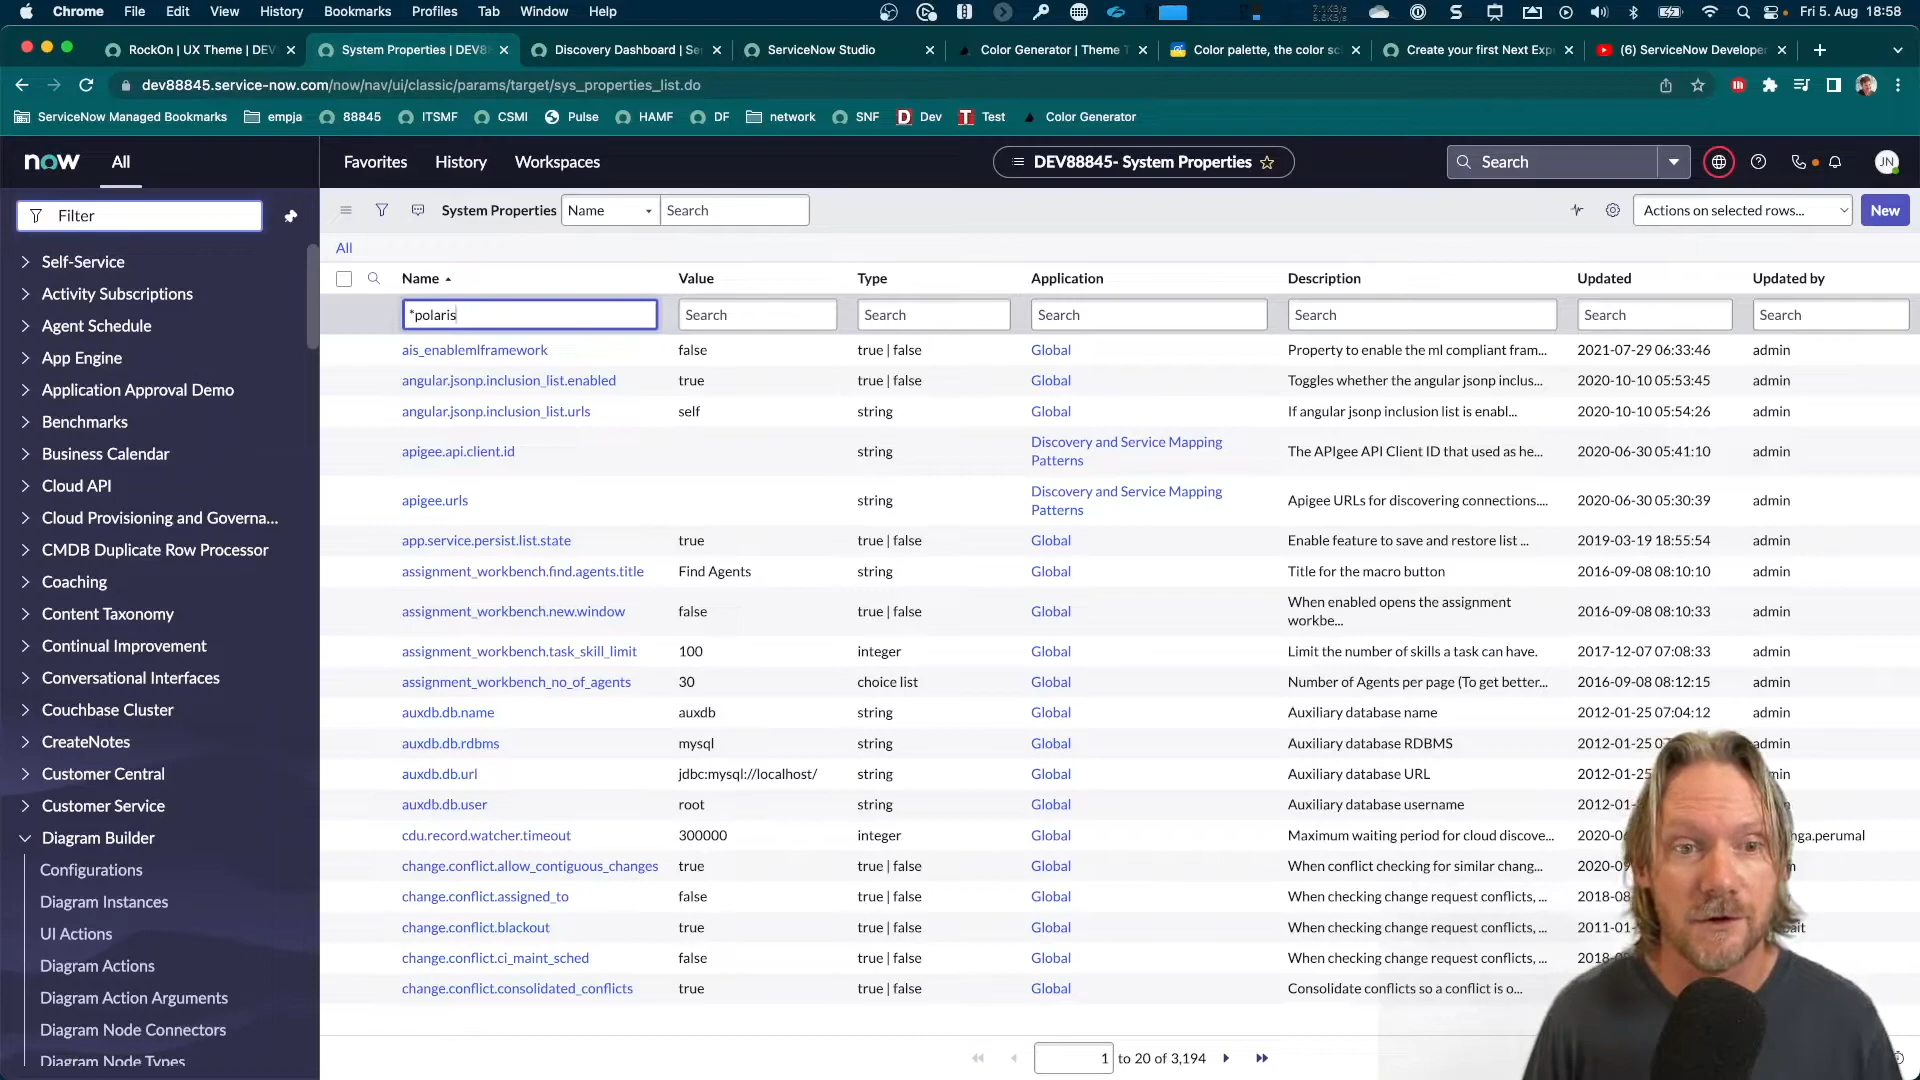 Chrome File Edit View History Bookmarks Profiles Tab Window Help Fri 5. Aug 18:58
RockOn | UX Theme | DEV System Properties | DEV8 Discovery Dashboard | Se ServiceNow Studio Color Generator | Theme T Color palette, the color sc Create your first Next Exp (6) ServiceNow Developer
dev88845.service-now.com/now/nav/ui/classic/params/target/sys_properties_list.do
ServiceNow Managed Bookmarks empja 88845 ITSMF CSMI Pulse HAMF DF network SNF D Dev T Test Color Generator
now All Favorites History Workspaces DEV88845- System Properties Search JN
Filter
System Properties Name Search Actions on selected rows... New
All
Name Value Type Application Description Updated Updated by
*polaris Search Search Search Search Search Search
ais_enablemlframework false true | false Global Property to enable the ml compliant fram... 2021-07-29 06:33:46 admin
angular.jsonp.inclusion_list.enabled true true | false Global Toggles whether the angular jsonp inclus... 2020-10-10 05:53:45 admin
angular.jsonp.inclusion_list.urls self string Global If angular jsonp inclusion list is enabl... 2020-10-10 05:54:26 admin
apigee.api.client.id string Discovery and Service Mapping Patterns The APIgee API Client ID that used as he... 2020-06-30 05:41:10 admin
apigee.urls string Discovery and Service Mapping Patterns Apigee URLs for discovering connections.... 2020-06-30 05:30:39 admin
app.service.persist.list.state true true | false Global Enable feature to save and restore list ... 2019-03-19 18:55:54 admin
assignment_workbench.find.agents.title Find Agents string Global Title for the macro button 2016-09-08 08:10:10 admin
assignment_workbench.new.window false true | false Global When enabled opens the assignment workbe... 2016-09-08 08:10:33 admin
assignment_workbench.task_skill_limit 100 integer Global Limit the number of skills a task can have. 2017-12-07 07:08:33 admin
assignment_workbench_no_of_agents 30 choice list Global Number of Agents per page (To get better... 2016-09-08 08:12:15 admin
auxdb.db.name auxdb string Global Auxiliary database name 2012-01-25 07:04:12 admin
auxdb.db.rdbms mysql string Global Auxiliary database RDBMS 2012-01-25 07 admin
auxdb.db.url jdbc:mysql://localhost/ string Global Auxiliary database URL 2012-01-25 min
auxdb.db.user root string Global Auxiliary database username 2012-01-
cdu.record.watcher.timeout 300000 integer Global Maximum waiting period for cloud discove... 2020-0 nga.perumal
change.conflict.allow_contiguous_changes true true | false Global When conflict checking for similar chang... 2020-09
change.conflict.assigned_to false true | false Global When checking change request conflicts, ... 2018-08
change.conflict.blackout true true | false Global When checking change request conflicts, ... 2011-01-
change.conflict.ci_maint_sched false true | false Global When checking change request conflicts, ... 2018-0
change.conflict.consolidated_conflicts true true | false Global Consolidate conflicts so a conflict is o...
1 to 20 of 3,194
Self-Service
Activity Subscriptions
Agent Schedule
App Engine
Application Approval Demo
Benchmarks
Business Calendar
Cloud API
Cloud Provisioning and Governa...
CMDB Duplicate Row Processor
Coaching
Content Taxonomy
Continual Improvement
Conversational Interfaces
Couchbase Cluster
CreateNotes
Customer Central
Customer Service
Diagram Builder
Configurations
Diagram Instances
UI Actions
Diagram Actions
Diagram Action Arguments
Diagram Node Connectors
Diagram Node Types